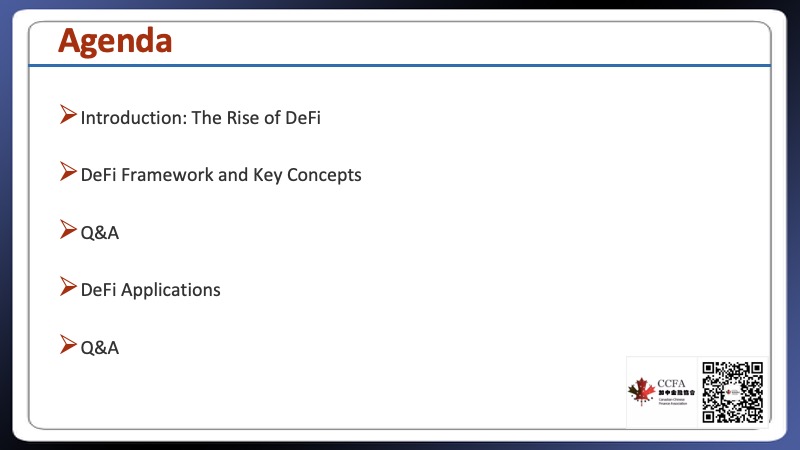 Agenda
Introduction: The Rise of DeFi
DeFi Framework and Key Concepts
Q&A
DeFi Applications
Q&A
CCFA
加中金融協会
Canadian Chinese
Finance Association